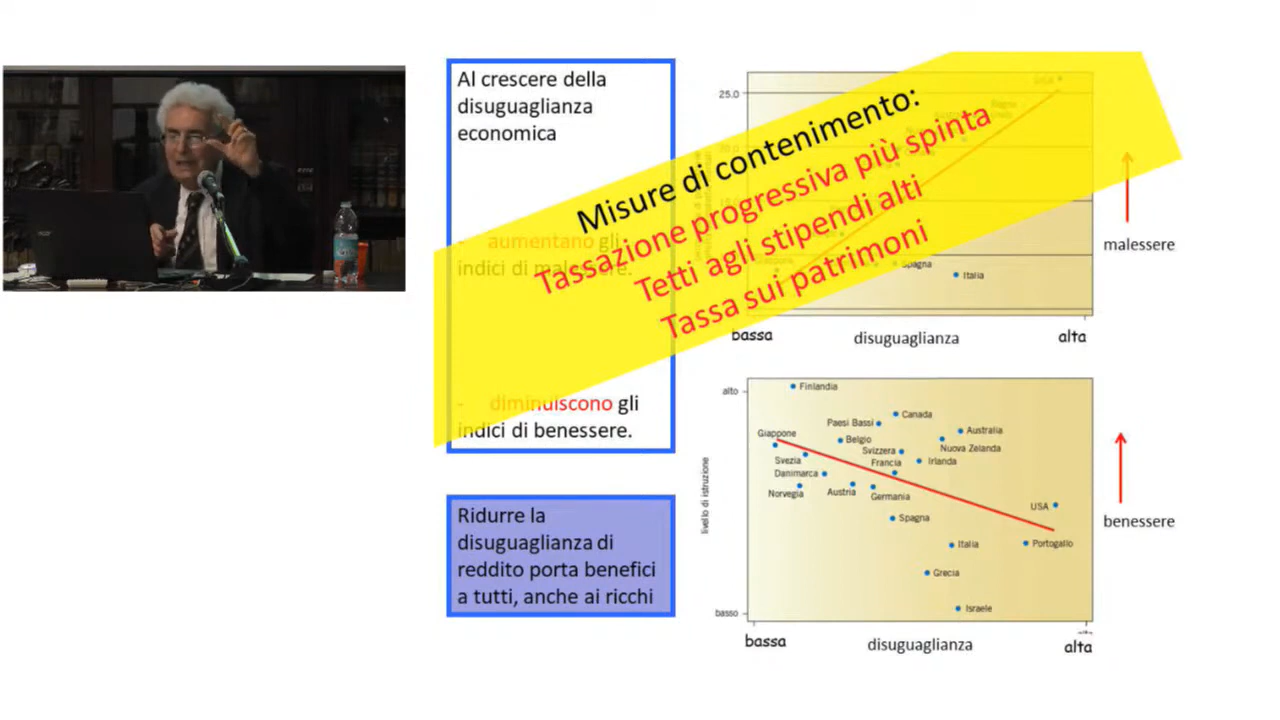 Al crescere della
disuguaglianza
economica
- aumentano gli
indici di malessere.
- diminuiscono gli
indici di benessere.
Ridurre la
disuguaglianza di
reddito porta benefici
a tutti, anche ai ricchi
Misure di contenimento:
Tassazione progressiva più spinta
Tetti agli stipendi alti
Tassa sui patrimoni
25.0
USA
Spagna
Italia
malessere
bassa
disuguaglianza
alta
alto
livello di istruzione
basso
Finlandia
Canada
Paesi Bassi
Australia
Giappone
Belgio
Nuova Zelanda
Svizzera
Svezia
Francia
Irlanda
Danimarca
Norvegia
Austria
Germania
USA
Spagna
Italia
Portogallo
Grecia
Israele
benessere
bassa
disuguaglianza
alta